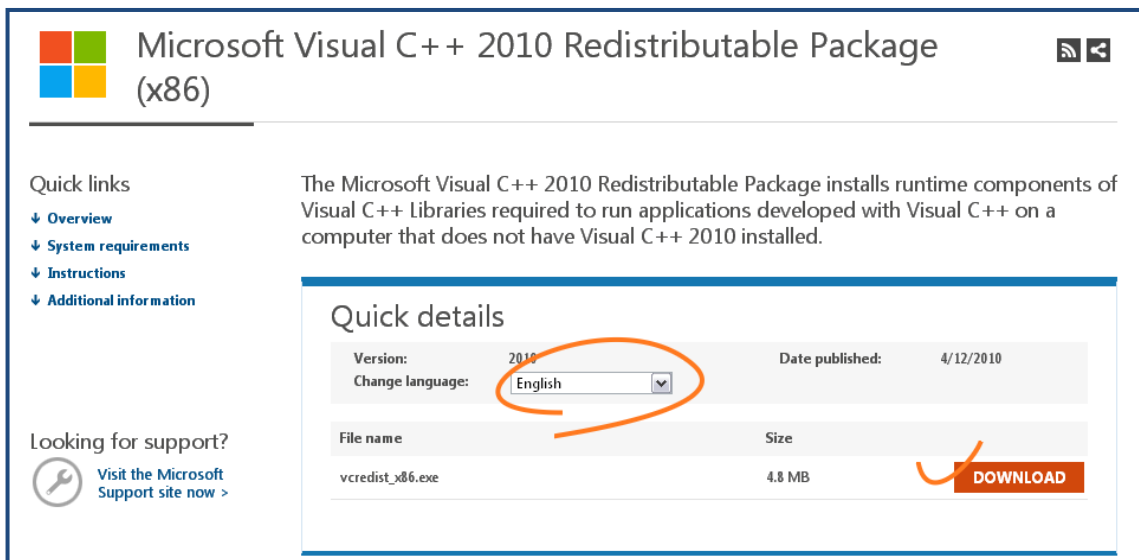 Microsoft Visual C++ 2010 Redistributable Package
(x86)
Quick links
Overview
System requirements
Instructions
Additional information
Looking for support?
Visit the Microsoft
Support site now >
The Microsoft Visual C++ 2010 Redistributable Package installs runtime components of
Visual C++ Libraries required to run applications developed with Visual C++ on a
computer that does not have Visual C++ 2010 installed.
Quick details
Version: 2010 Date published: 4/12/2010
Change language: English
File name Size
vcredist_x86.exe 4.8 MB DOWNLOAD